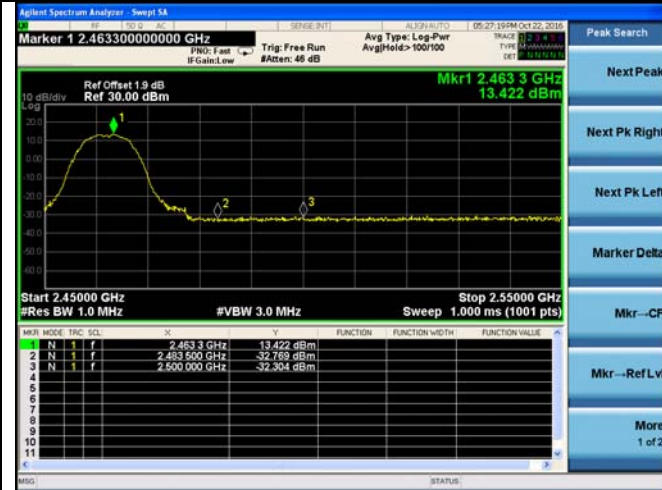 Agilent Spectrum Analyzer - Swept SA
RF 50 Ω AC SENSE:INT ALIGN AUTO 05:27:19 PM Oct 22, 2016
Marker 1 2.463300000000 GHz
PNO: Fast Trig: Free Run Avg Type: Log-Pwr TRACE 1 2 3 4 5 6
IFGain:Low #Atten: 46 dB Avg|Hold:>100/100 TYPE
DET P N N N N N
Peak Search
Next Peak
Next Pk Right
Next Pk Left
Marker Delta
Mkr→CF
Mkr→Ref Lvl
More
1 of 2
Mkr1 2.463 3 GHz
13.422 dBm
Ref Offset 1.9 dB
10 dB/div Ref 30.00 dBm
Log
20.0
10.0
0.00
-10.0
-20.0
-30.0
-40.0
-50.0
-60.0
1
2
3
Start 2.45000 GHz Stop 2.55000 GHz
#Res BW 1.0 MHz #VBW 3.0 MHz Sweep 1.000 ms (1001 pts)
MKR MODE TRC SCL X Y FUNCTION FUNCTION WIDTH FUNCTION VALUE
1 N 1 f 2.463 3 GHz 13.422 dBm
2 N 1 f 2.483 500 GHz -32.769 dBm
3 N 1 f 2.500 000 GHz -32.304 dBm
4
5
6
7
8
9
10
11
MSG STATUS